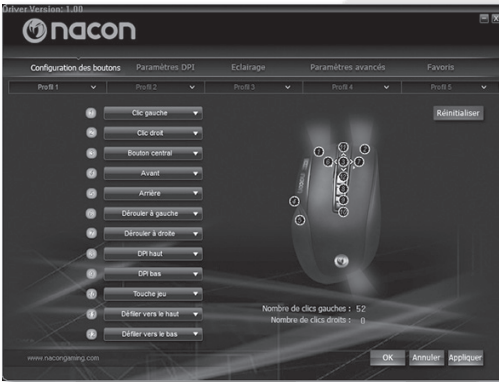 Driver Version: 1.00
nacon
Configuration des boutons Paramètres DPI Eclairage Paramètres avancés Favoris
Profil 1 Profil 2 Profil 3 Profil 4 Profil 5
Clic gauche
Réinitialiser
Clic droit
Bouton central
Avant
Arrière
Dérouler à gauche
Dérouler à droite
DPI haut
DPI bas
Touche jeu
Défiler vers le haut
Défiler vers le bas
Nombre de clics gauches : 52
Nombre de clics droits : 0
www.nacongaming.com
OK Annuler Appliquer